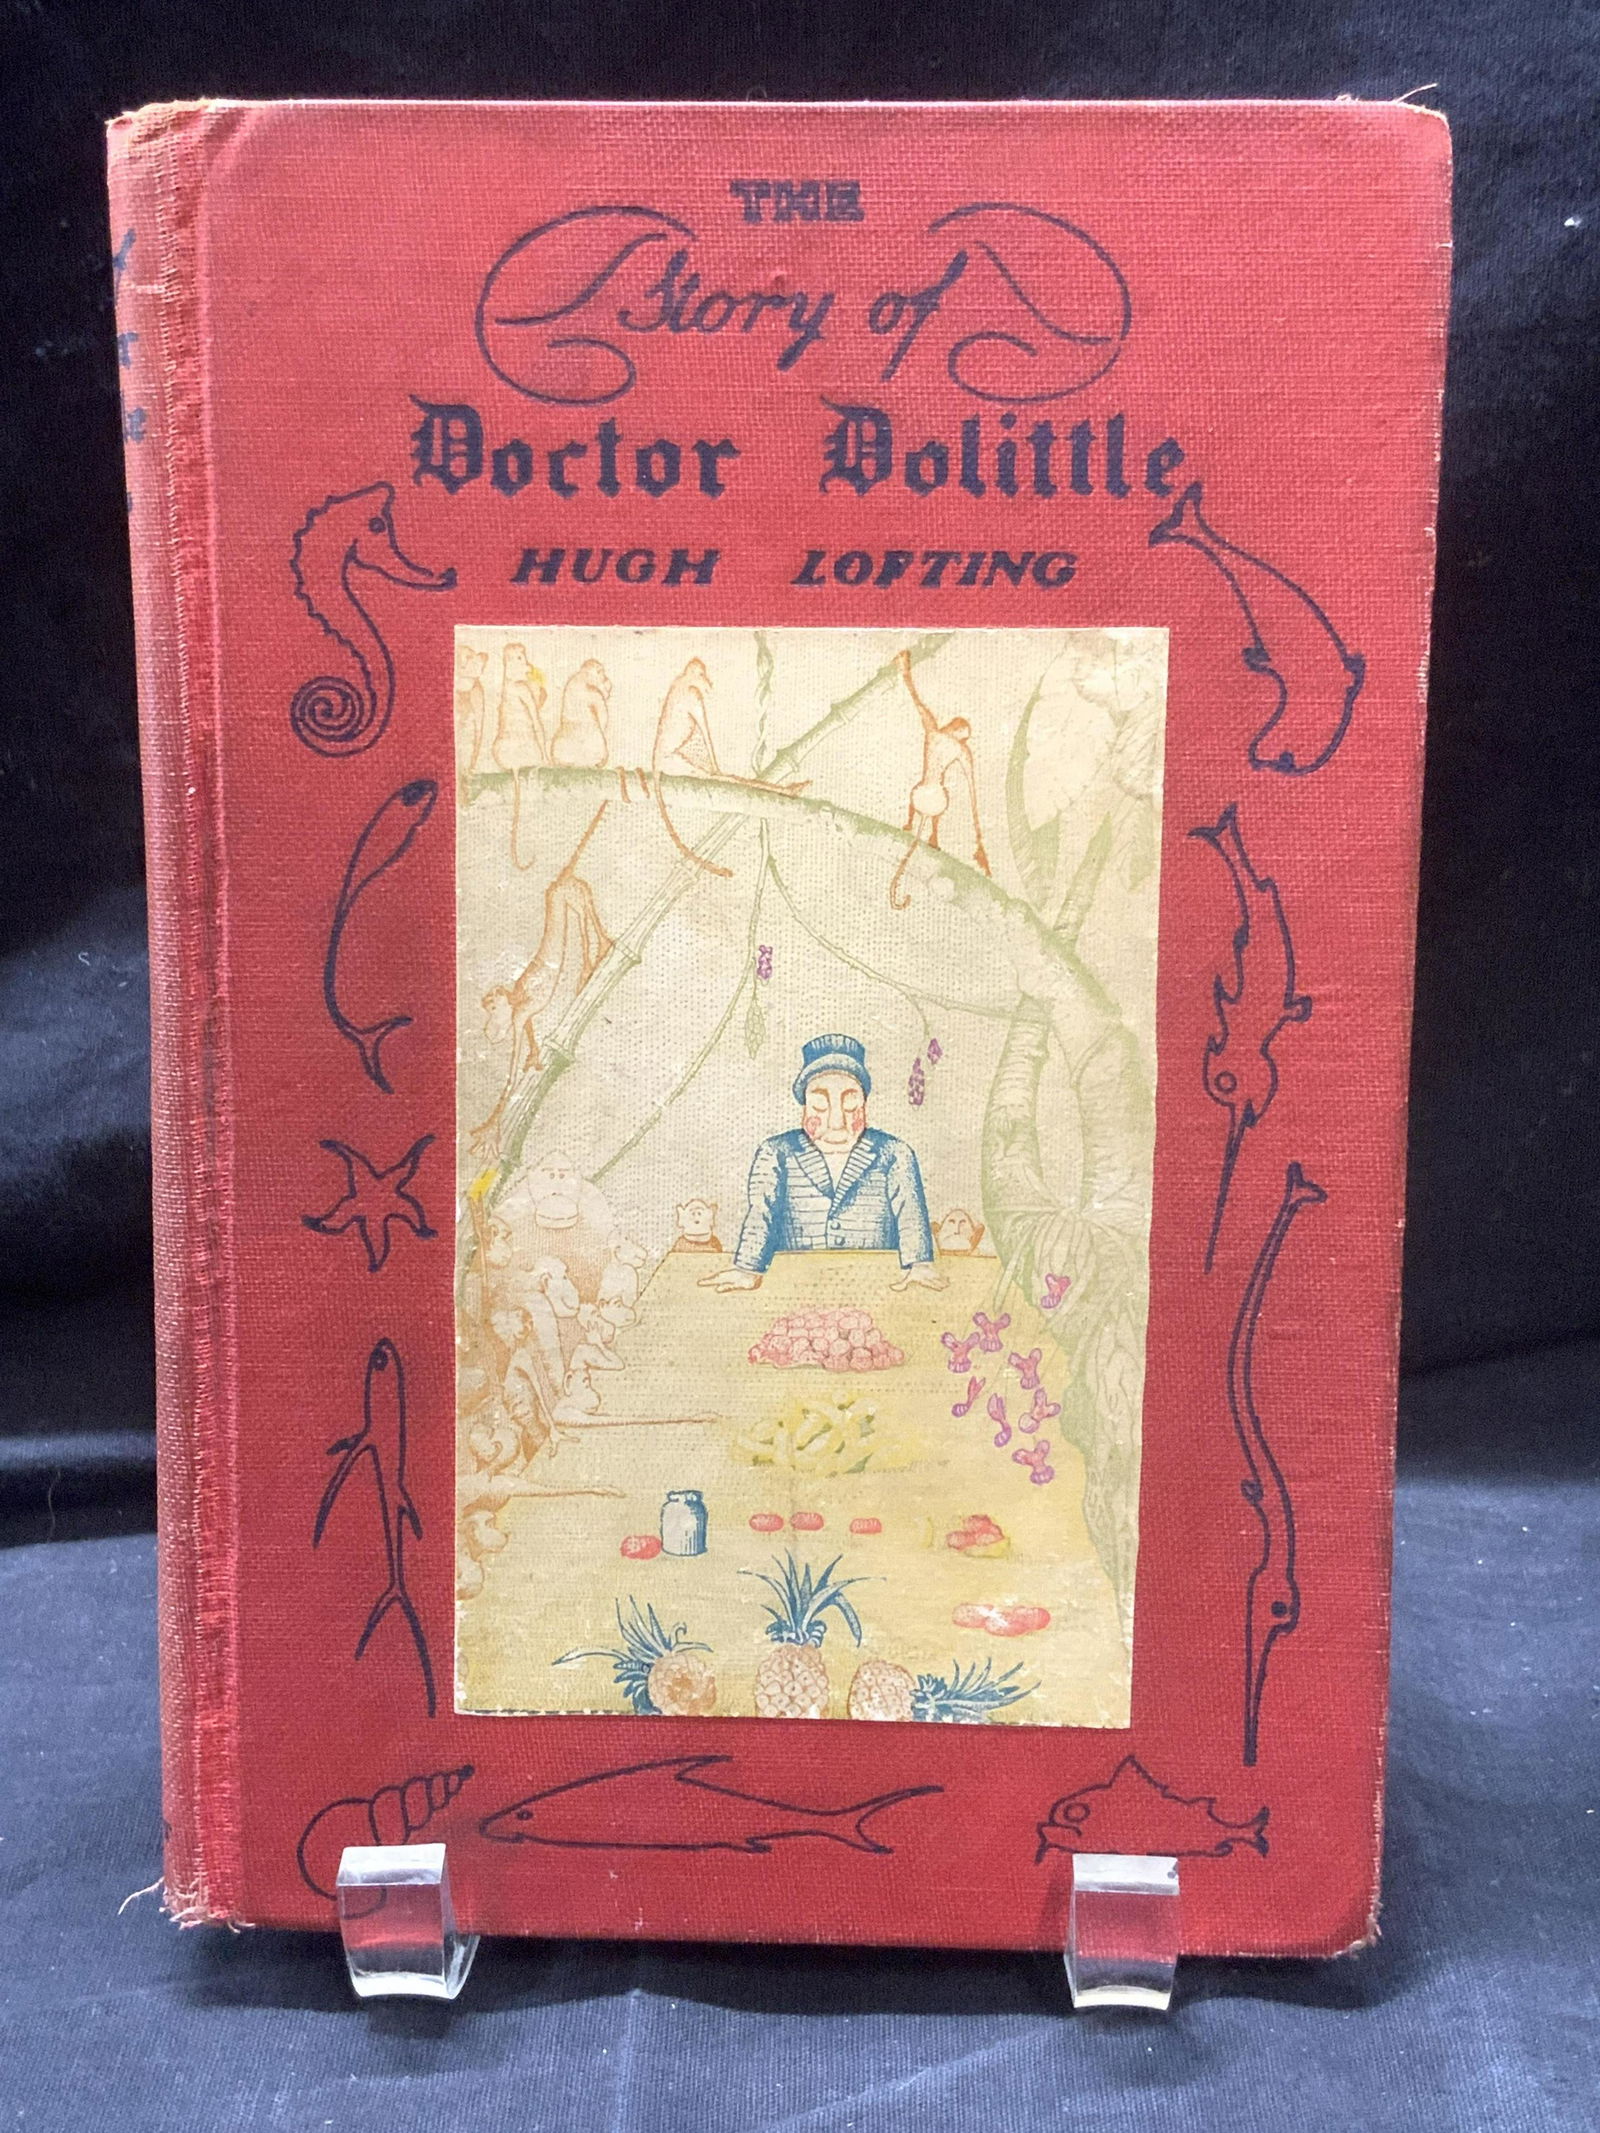 THE
Story of
Doctor Dolittle
HUGH LOFTING